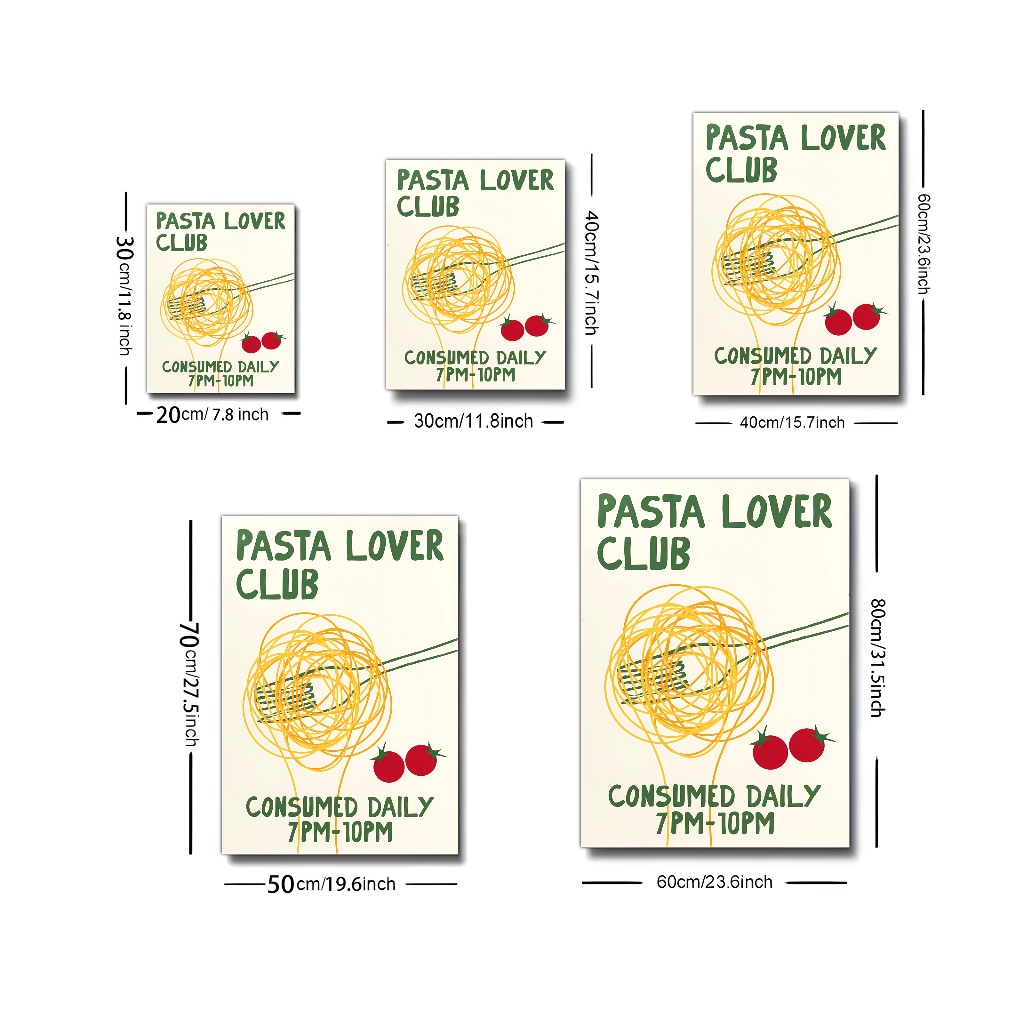 PASTA LOVER
CLUB
CONSUMED DAILY
7PM-10PM
30cm/11.8 inch
20cm/ 7.8 inch
PASTA LOVER
CLUB
CONSUMED DAILY
7PM-10PM
40cm/15.7inch
30cm/11.8inch
PASTA LOVER
CLUB
CONSUMED DAILY
7PM-10PM
60cm/23.6inch
40cm/15.7inch
PASTA LOVER
CLUB
CONSUMED DAILY
7PM-10PM
70cm/27.5inch
50cm/19.6inch
PASTA LOVER
CLUB
CONSUMED DAILY
7PM-10PM
80cm/31.5inch
60cm/23.6inch